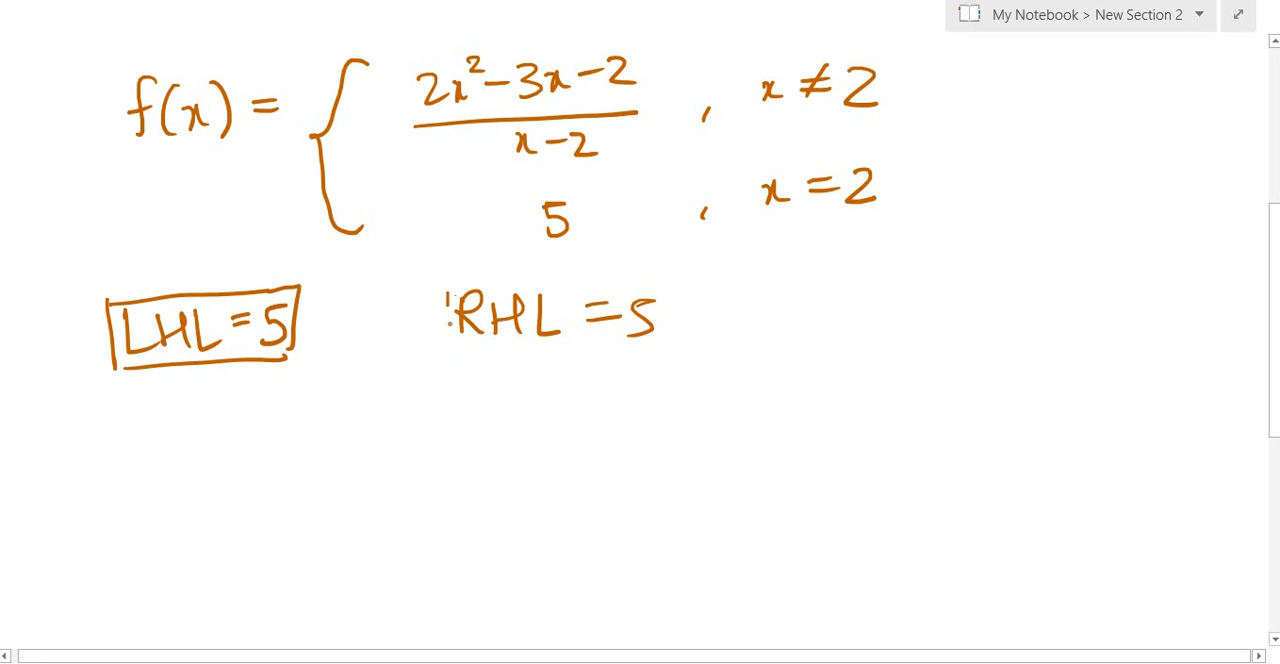 My Notebook > New Section 2
f(x) = { (2x² - 3x - 2) / (x - 2) , x ≠ 2
5 , x = 2
LHL = 5 RHL = 5